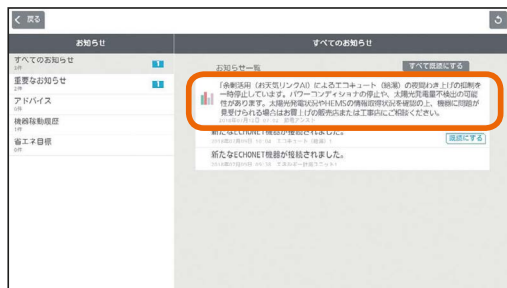 戻る
お知らせ
すべてのお知らせ
すべてのお知らせ
1
3件
重要なお知らせ
1
2件
アドバイス
0件
機器稼動履歴
1件
省エネ目標
0件
お知らせ一覧
すべて既読にする
「余剰活用（お天気リンクAI）によるエコキュート（給湯）の夜間わき上げの抑制を
一時停止しています。パワーコンディショナの停止や、太陽光発電量不検出の可能
性があります。太陽光発電状況やHEMSの情報取得状況を確認の上、機器に問題が
見受けられる場合はお買上げの販売店または工事店にご相談ください。
新たなECHONET機器が接続されました。
既読にする
新たなECHONET機器が接続されました。